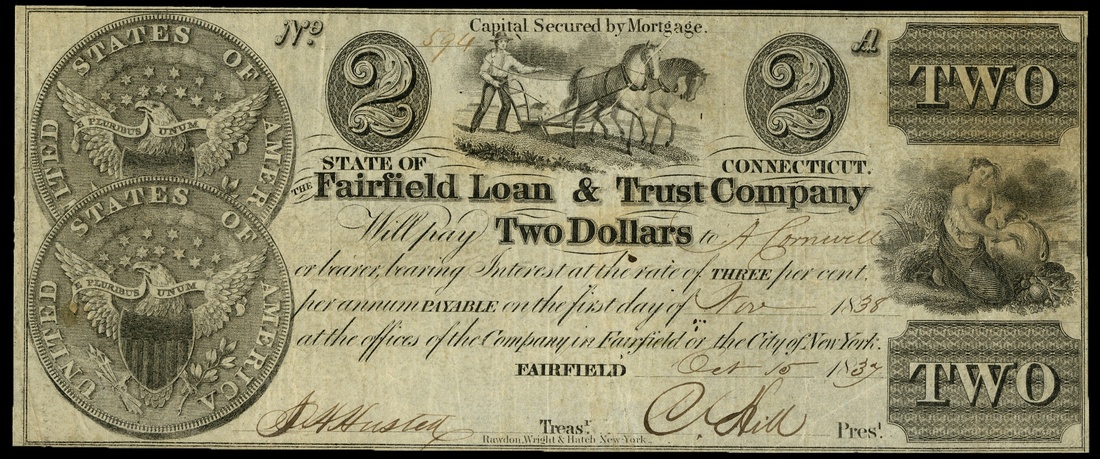 Capital Secured by Mortgage.
No 594 A
2 2
TWO
UNITED STATES OF AMERICA
E PLURIBUS UNUM
UNITED STATES OF AMERICA
E PLURIBUS UNUM
STATE OF CONNECTICUT.
THE Fairfield Loan & Trust Company
Will pay Two Dollars to A Cornwell
or bearer, bearing Interest at the rate of THREE per cent.
per annum PAYABLE on the first day of Nov 1838
at the offices of the Company in Fairfield or the City of New York.
FAIRFIELD Oct 15 1837
TWO
Treasr. C Hill Prest.
Rawdon, Wright & Hatch New-York.